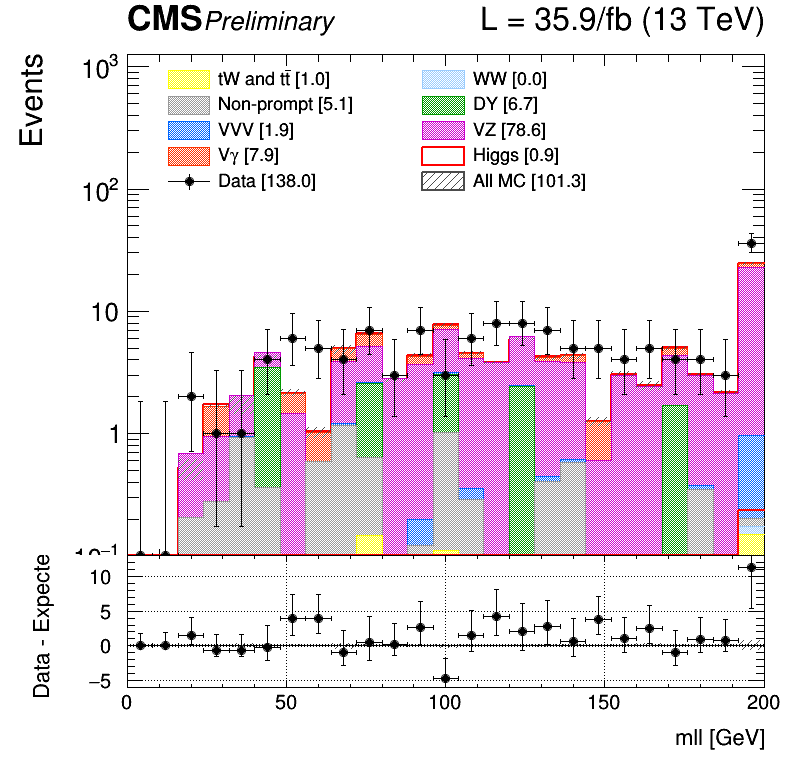 CMS Preliminary L = 35.9/fb (13 TeV)
Events
10³
10²
10
1
10⁻¹
tW and tt̄ [1.0]
WW [0.0]
Non-prompt [5.1]
DY [6.7]
VVV [1.9]
VZ [78.6]
Vγ [7.9]
Higgs [0.9]
Data [138.0]
All MC [101.3]
Data - Expecte
10
5
0
−5
0 50 100 150 200
mll [GeV]